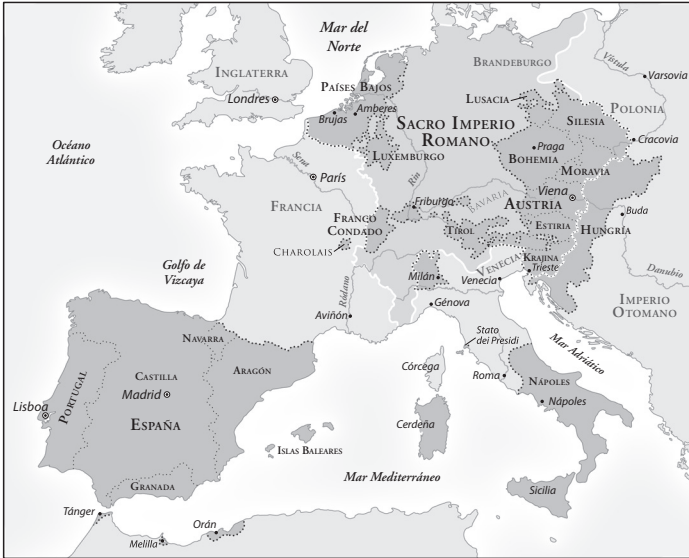 Mar del
Norte
BRANDEBURGO
Vístula
Varsovia
INGLATERRA
PAÍSES BAJOS
LUSACIA
POLONIA
Londres
Amberes
Brujas
SILESIA
SACRO IMPERIO
ROMANO
Cracovia
Océano
Atlántico
LUXEMBURGO
Praga
BOHEMIA
MORAVIA
Sena
París
Rin
Viena
Friburgo
BAVARIA
AUSTRIA
Buda
FRANCIA
FRANCO
CONDADO
TIROL
ESTIRIA
HUNGRÍA
CHAROLAIS
KRAJINA
Trieste
Golfo de
Vizcaya
Milán
VENECIA
Venecia
Danubio
Ródano
Génova
IMPERIO
OTOMANO
Aviñón
Stato
dei Presidi
Mar Adriático
NAVARRA
Córcega
Roma
CASTILLA
ARAGÓN
NÁPOLES
Madrid
Nápoles
PORTUGAL
Lisboa
ESPAÑA
Cerdeña
ISLAS BALEARES
Mar Mediterráneo
GRANADA
Sicilia
Tánger
Orán
Melilla